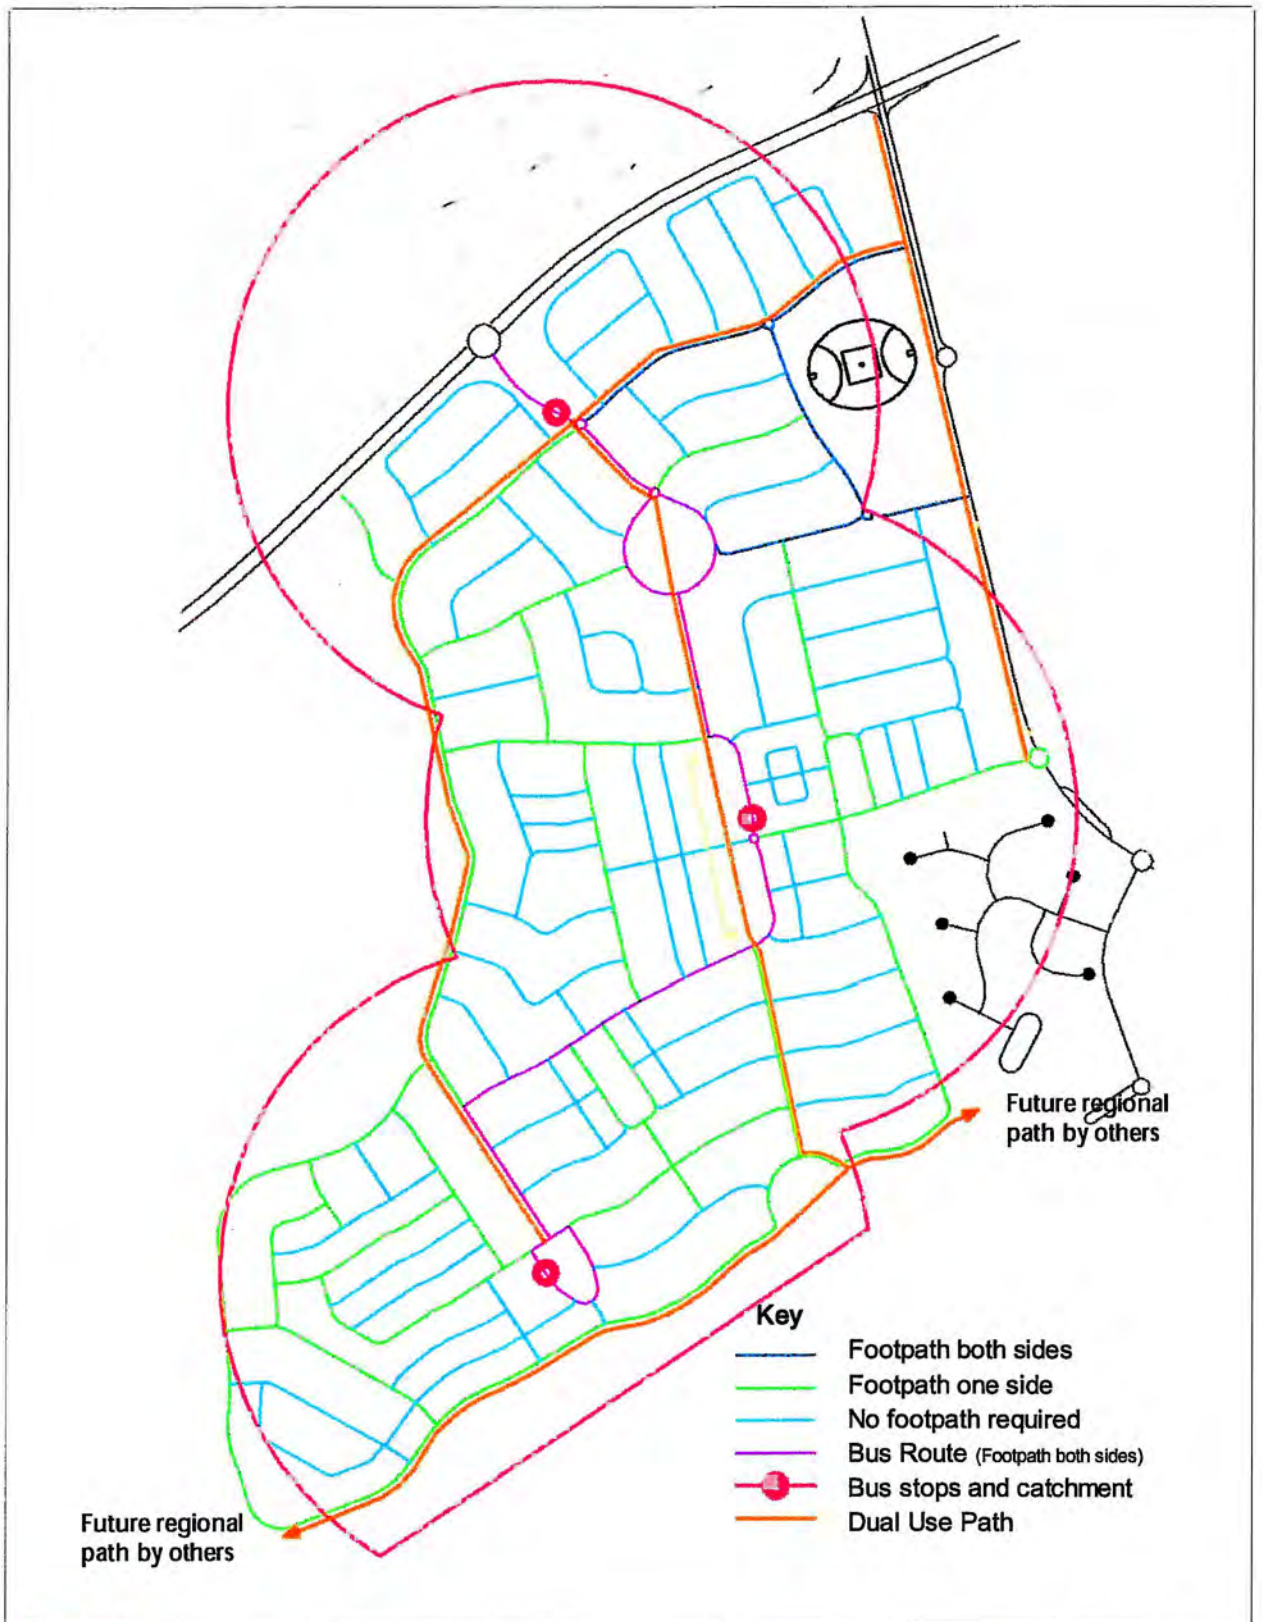 Future regional
path by others
Key
Footpath both sides
Footpath one side
No footpath required
Bus Route (Footpath both sides)
Bus stops and catchment
Dual Use Path
Future regional
path by others